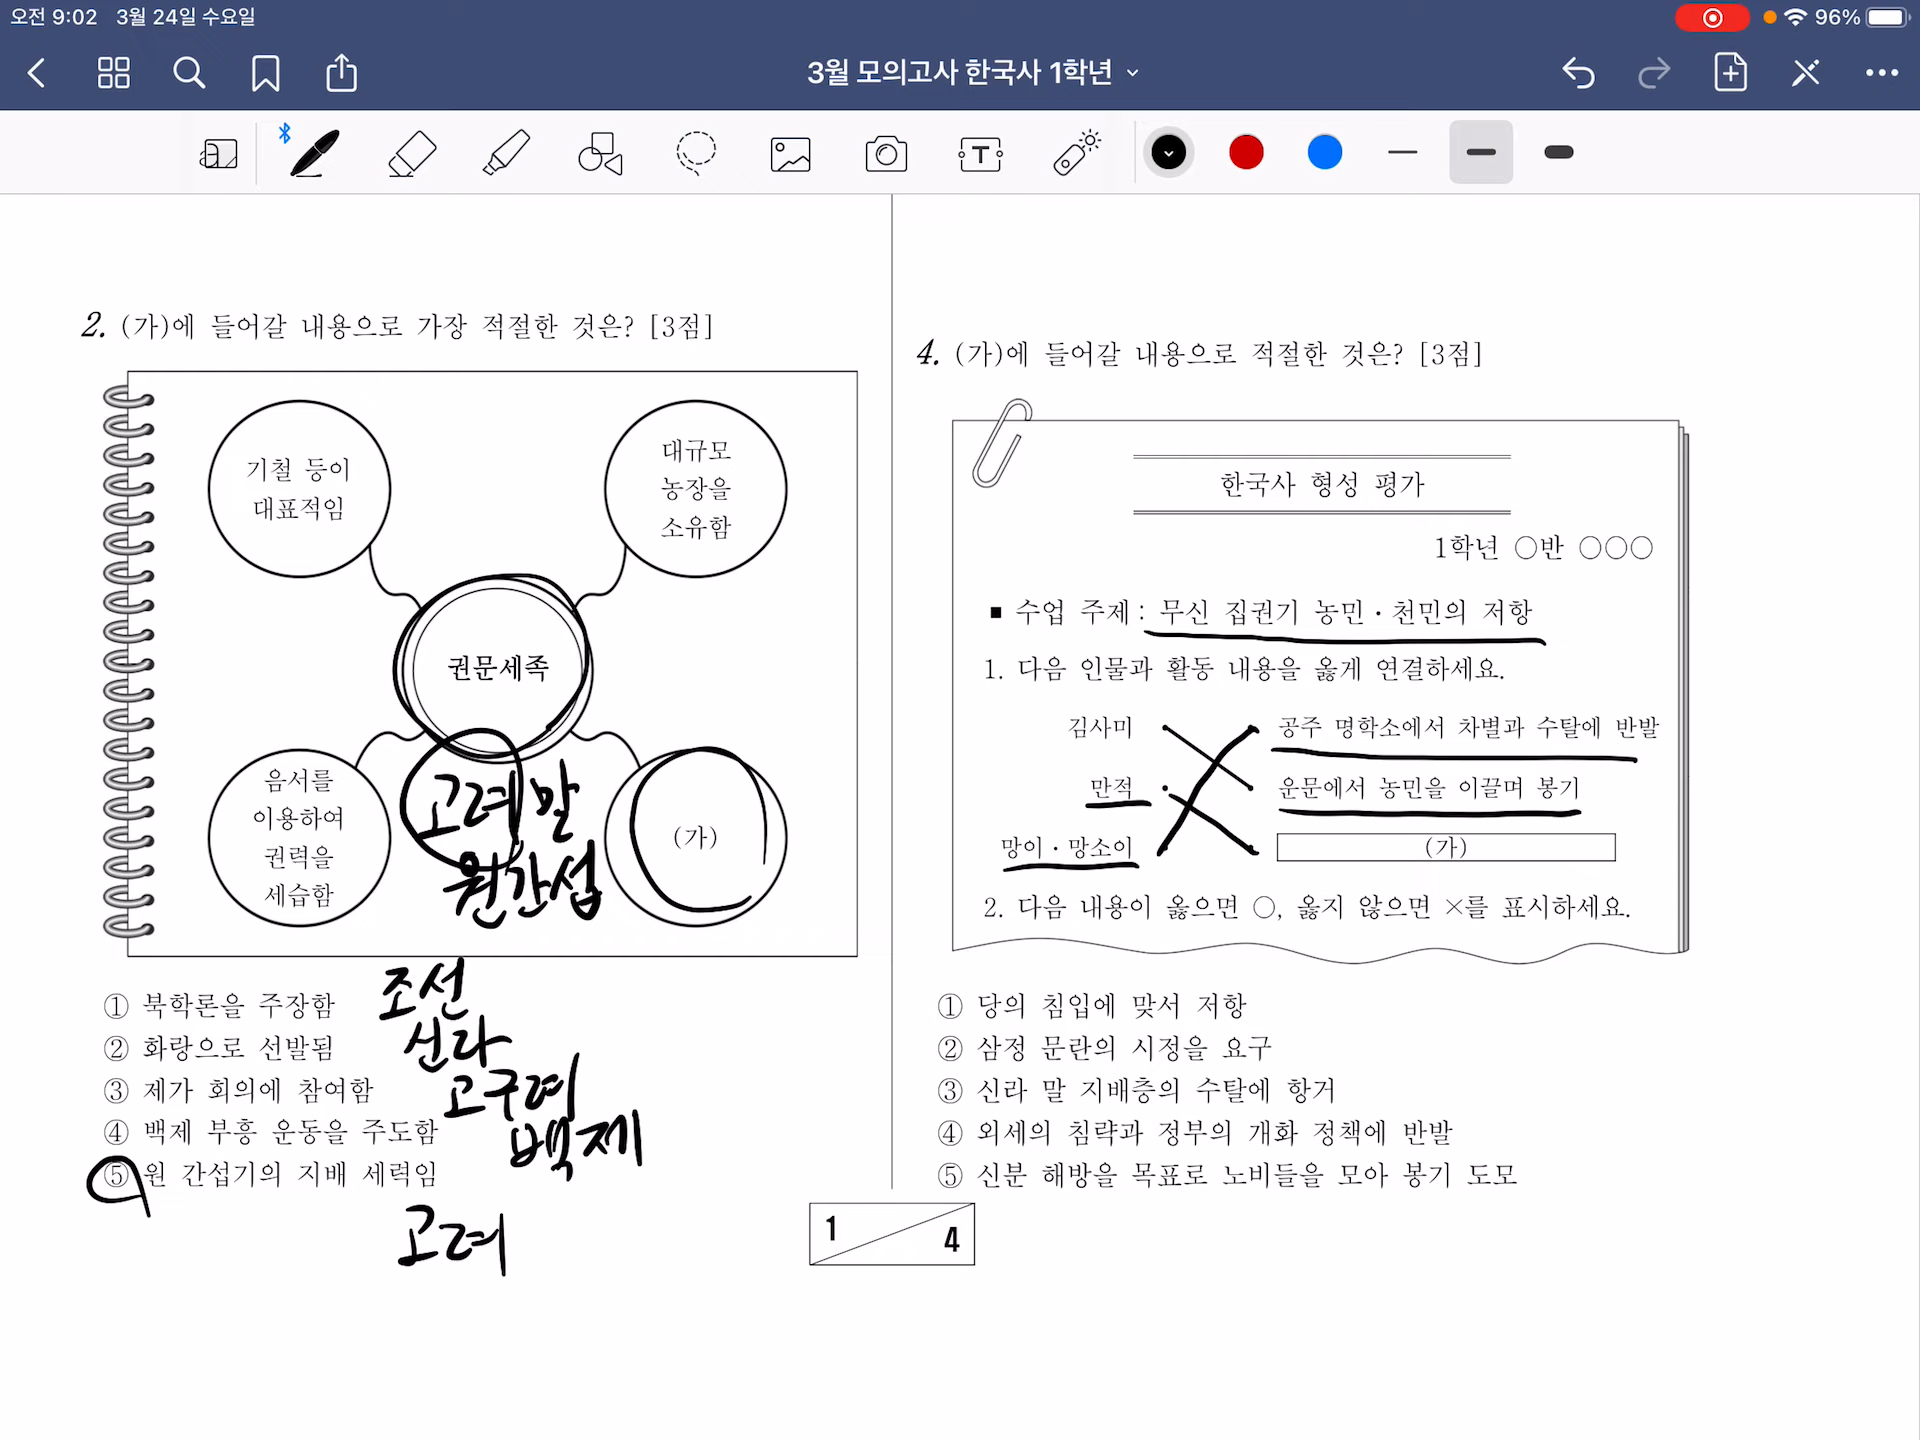 오전 9:02 3월 24일 수요일
96%
3월 모의고사 한국사 1학년
2. (가)에 들어갈 내용으로 가장 적절한 것은? [3점]
기철 등이
대표적임
대규모
농장을
소유함
권문세족
음서를
이용하여
권력을
세습함
고려 말
원간섭
(가)
① 북학론을 주장함
조선
② 화랑으로 선발됨
신라
③ 제가 회의에 참여함
고구려
④ 백제 부흥 운동을 주도함
백제
⑤ 원 간섭기의 지배 세력임
고려
4. (가)에 들어갈 내용으로 적절한 것은? [3점]
한국사 형성 평가
1학년 ○반 ○○○
■ 수업 주제 : 무신 집권기 농민·천민의 저항
1. 다음 인물과 활동 내용을 옳게 연결하세요.
김사미 공주 명학소에서 차별과 수탈에 반발
만적 운문에서 농민을 이끌며 봉기
망이·망소이 (가)
2. 다음 내용이 옳으면 ○, 옳지 않으면 ×를 표시하세요.
① 당의 침입에 맞서 저항
② 삼정 문란의 시정을 요구
③ 신라 말 지배층의 수탈에 항거
④ 외세의 침략과 정부의 개화 정책에 반발
⑤ 신분 해방을 목표로 노비들을 모아 봉기 도모
1 4